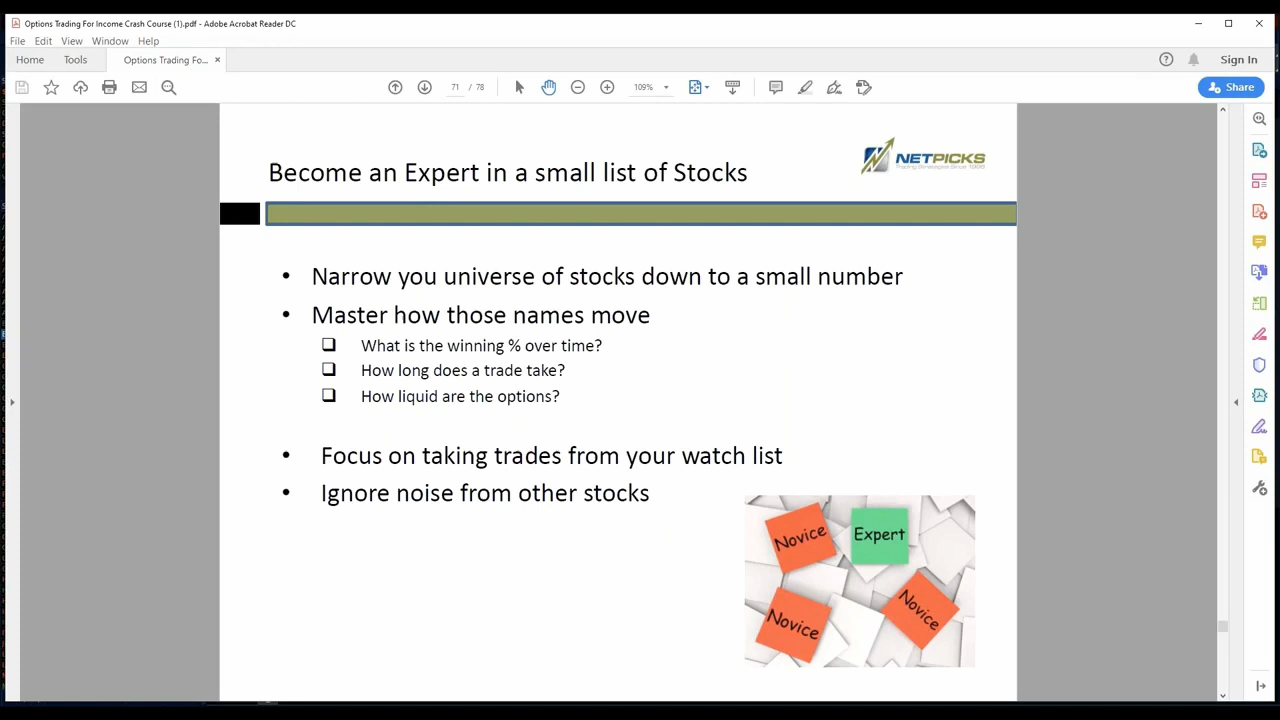 Options Trading For Income Crash Course (1).pdf - Adobe Acrobat Reader DC
File Edit View Window Help
Home Tools Options Trading Fo... Sign In
71 / 78 109% Share
Become an Expert in a small list of Stocks
NETPICKS
Trading Strategies Since 1996
• Narrow you universe of stocks down to a small number
• Master how those names move
What is the winning % over time?
How long does a trade take?
How liquid are the options?
• Focus on taking trades from your watch list
• Ignore noise from other stocks
Novice Expert
Novice Novice